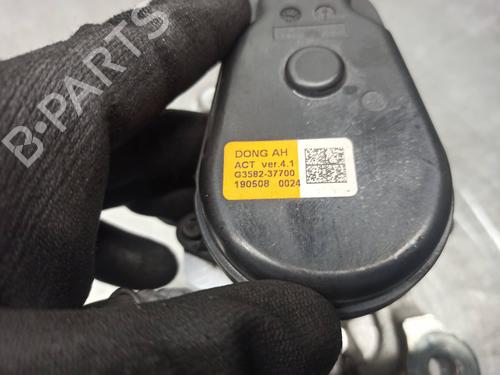 DONG AH
ACT ver.4.1
G3582-37700
190508 0024
B-PARTS